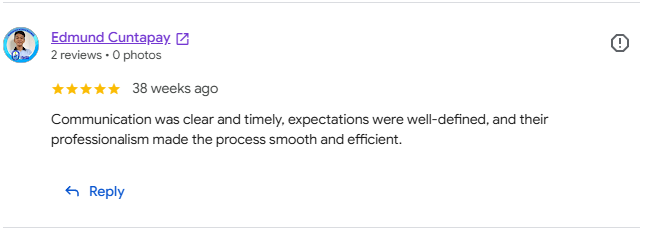 Edmund Cuntapay
2 reviews • 0 photos
38 weeks ago
Communication was clear and timely, expectations were well-defined, and their
professionalism made the process smooth and efficient.
Reply